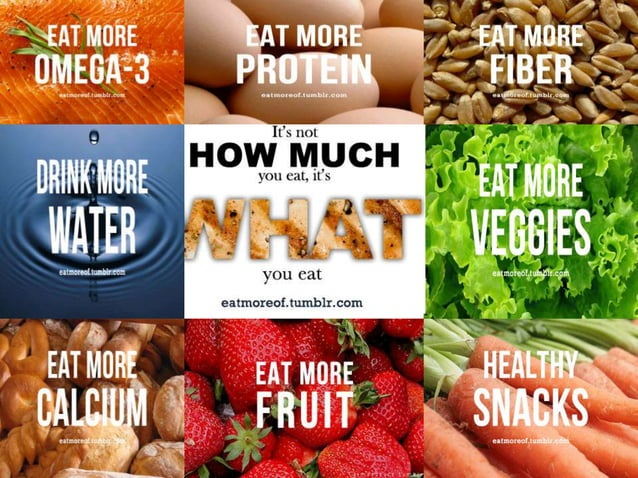 EAT MORE
OMEGA-3
eatmoreof.tumblr.com
EAT MORE
PROTEIN
eatmoreof.tumblr.com
EAT MORE
FIBER
eatmoreof.tumblr.com
DRINK MORE
WATER
eatmoreof.tumblr.com
It's not
HOW MUCH
you eat, it's
WHAT
you eat
eatmoreof.tumblr.com
EAT MORE
VEGGIES
eatmoreof.tumblr.com
EAT MORE
CALCIUM
eatmoreof.tumblr.com
EAT MORE
FRUIT
HEALTHY
SNACKS
eatmoreof.tumblr.com